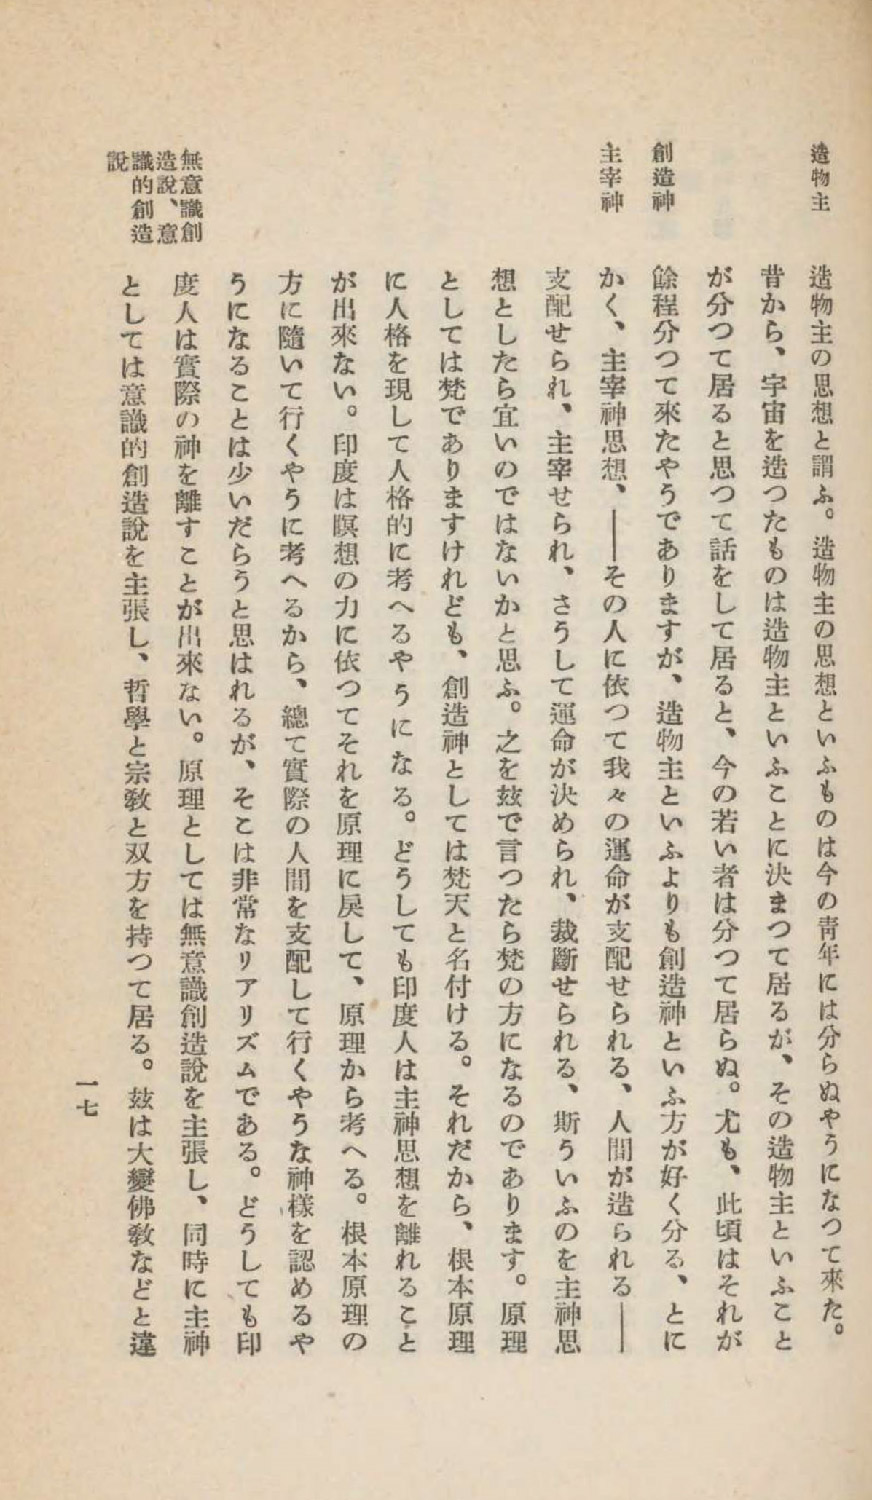 造物主
創造神
主宰神
無意識創
造說、意
識的創造
說
造物主の思想と謂ふ。造物主の思想といふものは今の靑年には分らぬやうになつて來た。
昔から、宇宙を造つたものは造物主といふことに決まつて居るが、その造物主といふこと
が分つて居ると思つて話をして居ると、今の若い者は分つて居らぬ。尤も、此頃はそれが
餘程分つて來たやうでありますが、造物主といふよりも創造神といふ方が好く分る、とに
かく、主宰神思想、――その人に依つて我々の運命が支配せられる、人間が造られる――
支配せられ、主宰せられ、さうして運命が決められ、裁斷せられる、斯ういふのを主神思
想としたら宜いのではないかと思ふ。之を玆で言つたら梵の方になるのであります。原理
としては梵でありますけれども、創造神としては梵天と名付ける。それだから、根本原理
に人格を現して人格的に考へるやうになる。どうしても印度人は主神思想を離れること
が出來ない。印度は瞑想の力に依つてそれを原理に戾して、原理から考へる。根本原理の
方に隨いて行くやうに考へるから、總て實際の人間を支配して行くやうな神樣を認めるや
うになることは少いだらうと思はれるが、そこは非常なリアリズムである。どうしても印
度人は實際の神を離すことが出來ない。原理としては無意識創造說を主張し、同時に主神
としては意識的創造說を主張し、哲學と宗敎と双方を持つて居る。玆は大變佛敎などと違
一七